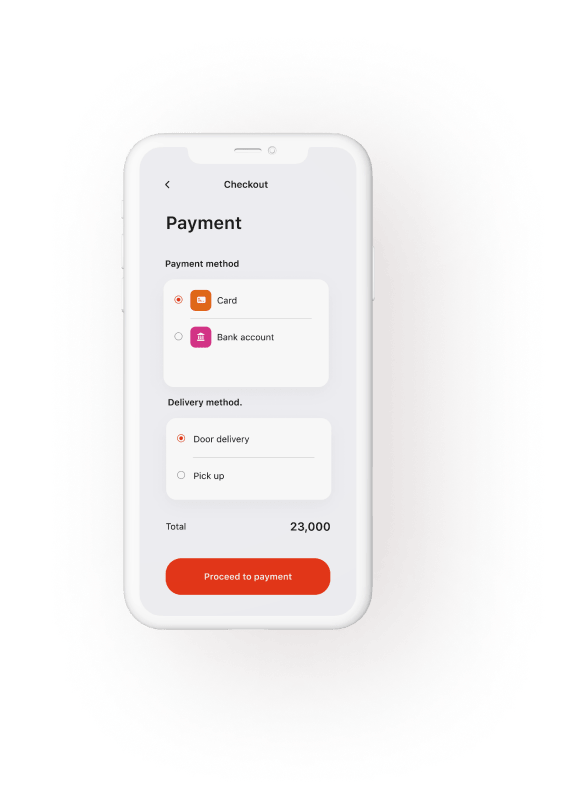 Checkout
Payment
Payment method
Card
Bank account
Delivery method.
Door delivery
Pick up
Total 23,000
Proceed to payment